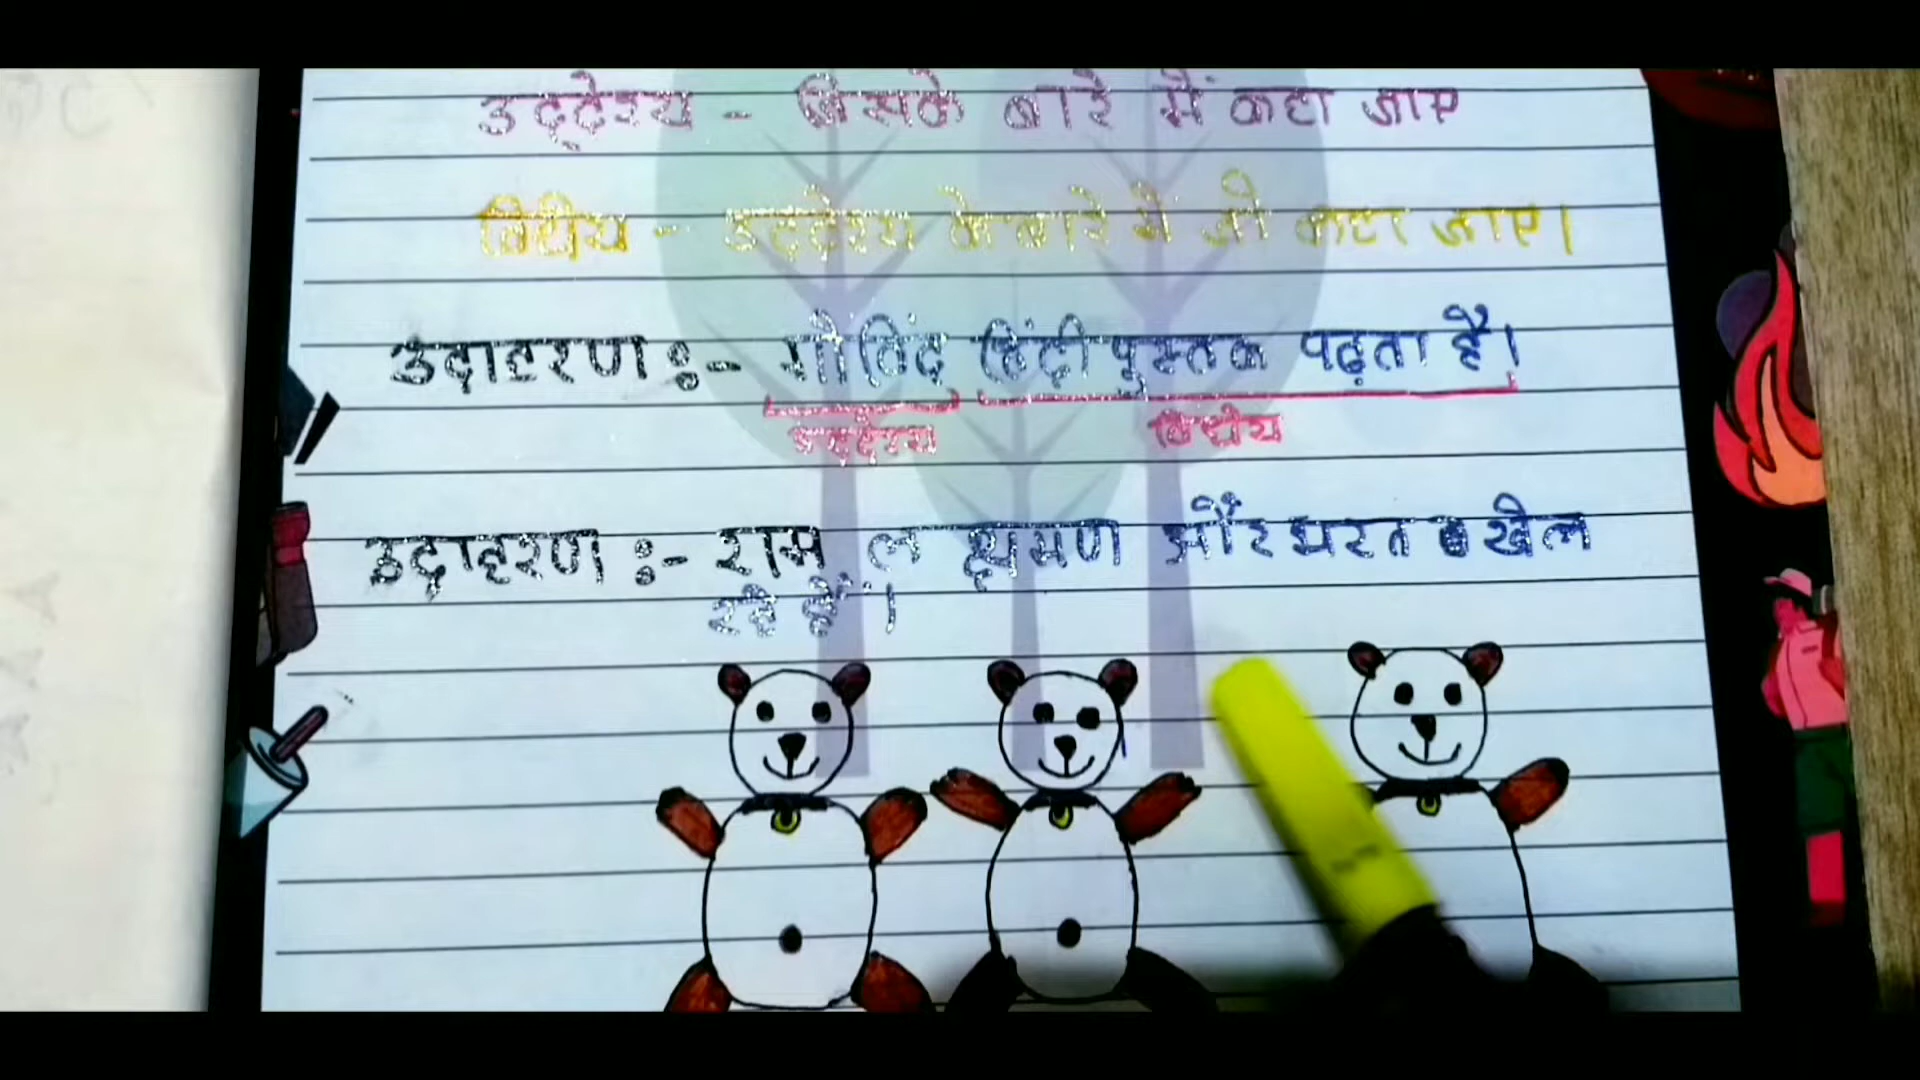 उद्देश्य - जिसके बारे में कहा जाए
विधेय - उद्देश्य के बारे में जो कहा जाए।
उदाहरण :- गोविंद हिंदी पुस्तक पढ़ता है।
उद्देश्य विधेय
उदाहरण :- राम लक्ष्मण और भरत खेल
रहे हैं।